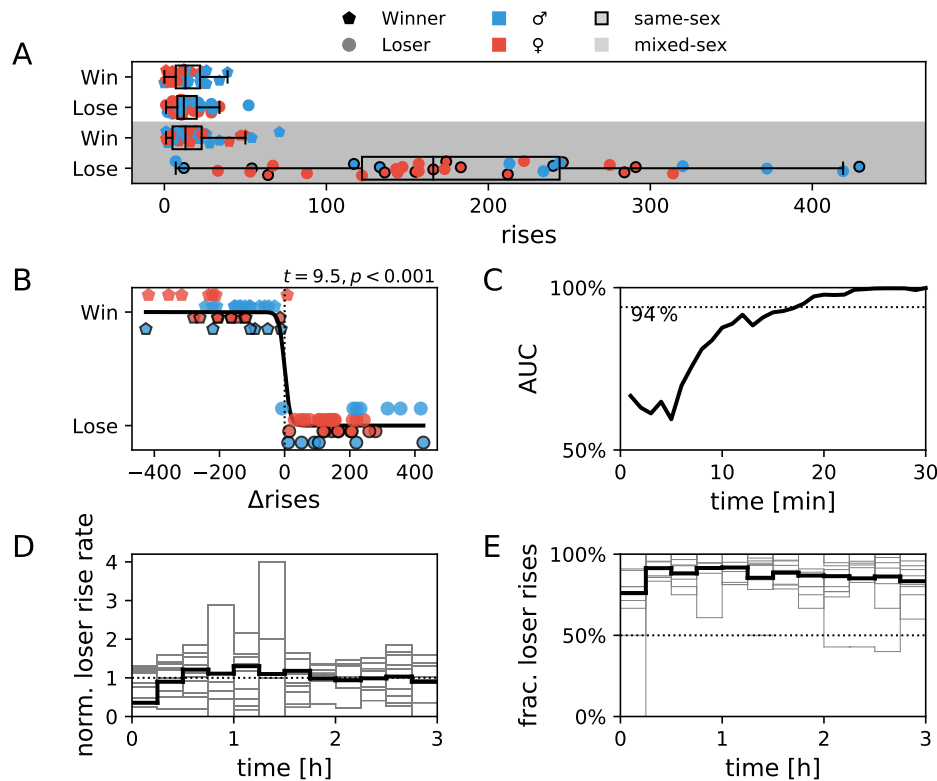 Winner ♂ same-sex
Loser ♀ mixed-sex
A
Win
Lose
Win
Lose
0 100 200 300 400
rises
B
t = 9.5, p < 0.001
Win
Lose
−400 −200 0 200 400
Δrises
C
100%
94 %
50%
AUC
0 10 20 30
time [min]
D
norm. loser rise rate
4
3
2
1
0
0 1 2 3
time [h]
E
frac. loser rises
100%
50%
0%
0 1 2 3
time [h]